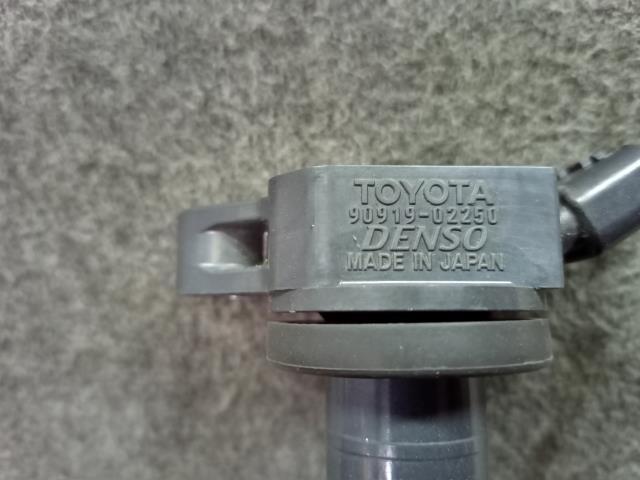 TOYOTA
90919-02250
DENSO
MADE IN JAPAN